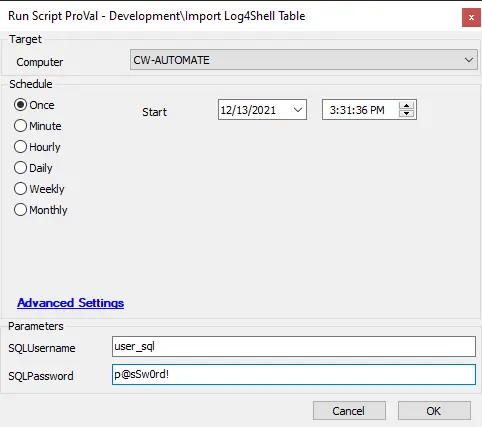 Run Script ProVal - Development\Import Log4Shell Table
x
Target
Computer CW-AUTOMATE
Schedule
Once Start 12/13/2021 3:31:36 PM
Minute
Hourly
Daily
Weekly
Monthly
Advanced Settings
Parameters
SQLUsername user_sql
SQLPassword p@sSw0rd!
Cancel OK